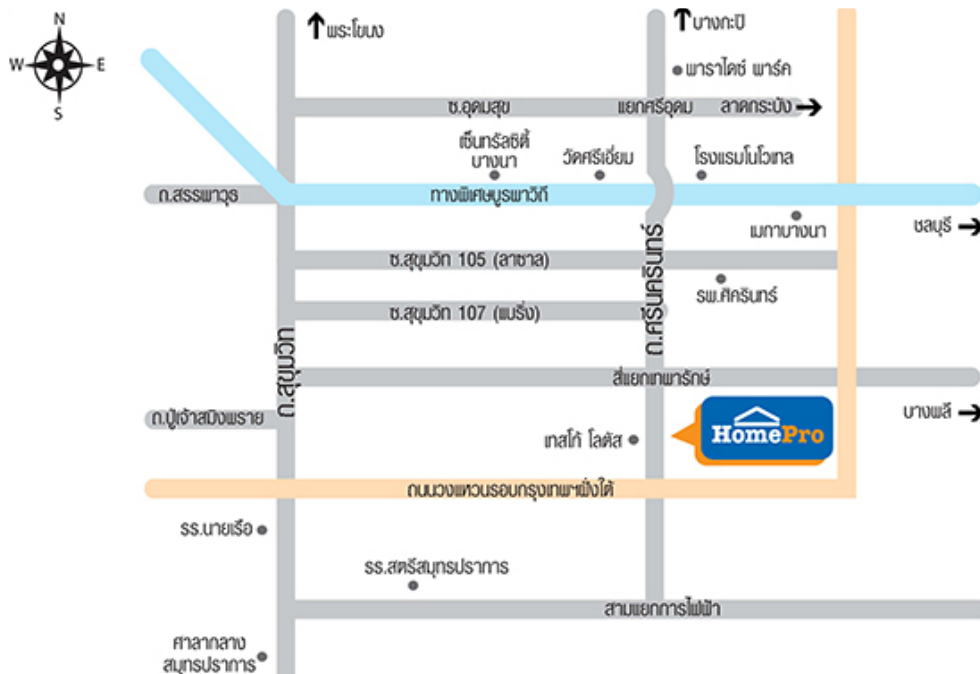 N
พระโขนง
บางกะปิ
W
E
S
พาราไดซ์ พาร์ค
ซ.อุดมสุข
แยกศรีอุดม
ลาดกระบัง
เซ็นทรัลซิตี้
บางนา
วัดศรีเอี่ยม
โรงแรมโนโวเทล
ถ.สรรพาวุธ
ทางพิเศษบูรพาวิถี
เมกาบางนา
ชลบุรี
ซ.สุขุมวิท 105 (ลาซาล)
รพ.ศิครินทร์
ถ.ศรีนครินทร์
ซ.สุขุมวิท 107 (แบริ่ง)
ถ.สุขุมวิท
สี่แยกเทพารักษ์
ถ.ปู่เจ้าสมิงพราย
บางพลี
เทสโก้ โลตัส
HomePro
ถนนวงแหวนรอบกรุงเทพฯฝั่งใต้
รร.นายเรือ
รร.สตรีสมุทรปราการ
สามแยกการไฟฟ้า
ศาลากลาง
สมุทรปราการ